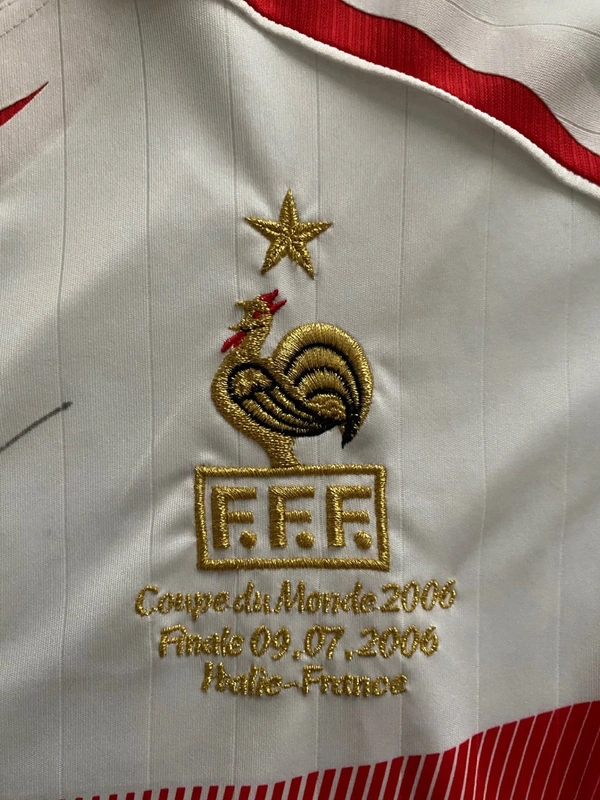 F.F.F.
Coupe du Monde 2006
Finale 09.07.2006
Italie-France